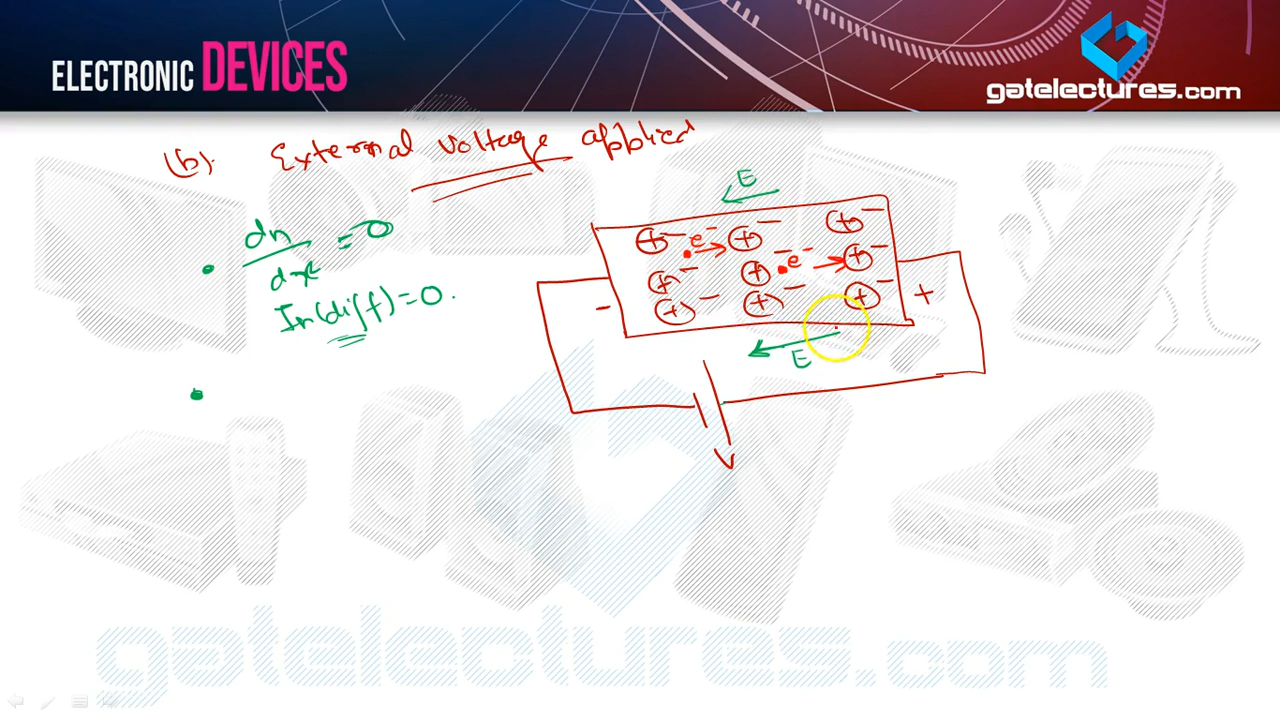 ELECTRONIC DEVICES
gatelectures.com
(b). External voltage applied
dn/dx = 0
In(diff) = 0.
E
+ - e- + - + -
+ - + - e- + -
+ - + - + -
- +
E
V
gatelectures.com